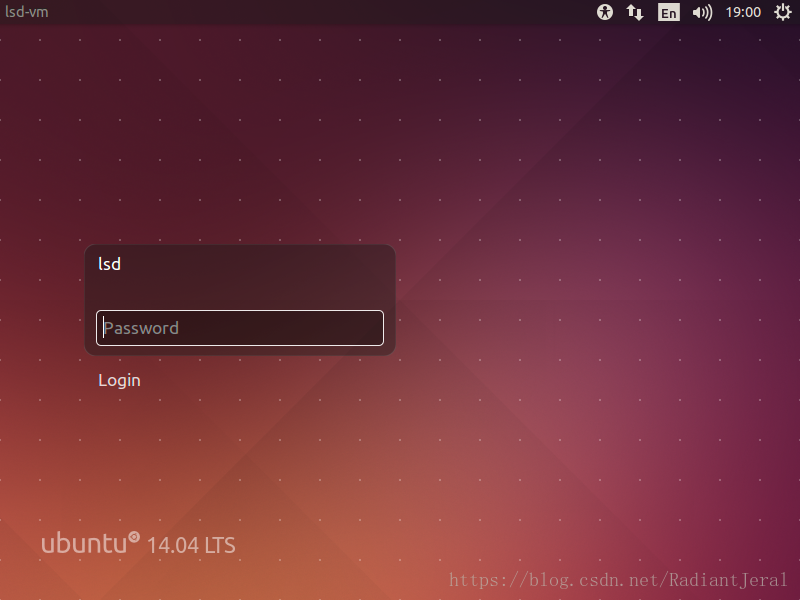 lsd-vm En 19:00
lsd
Password
Login
ubuntu 14.04 LTS
https://blog.csdn.net/RadiantJeral